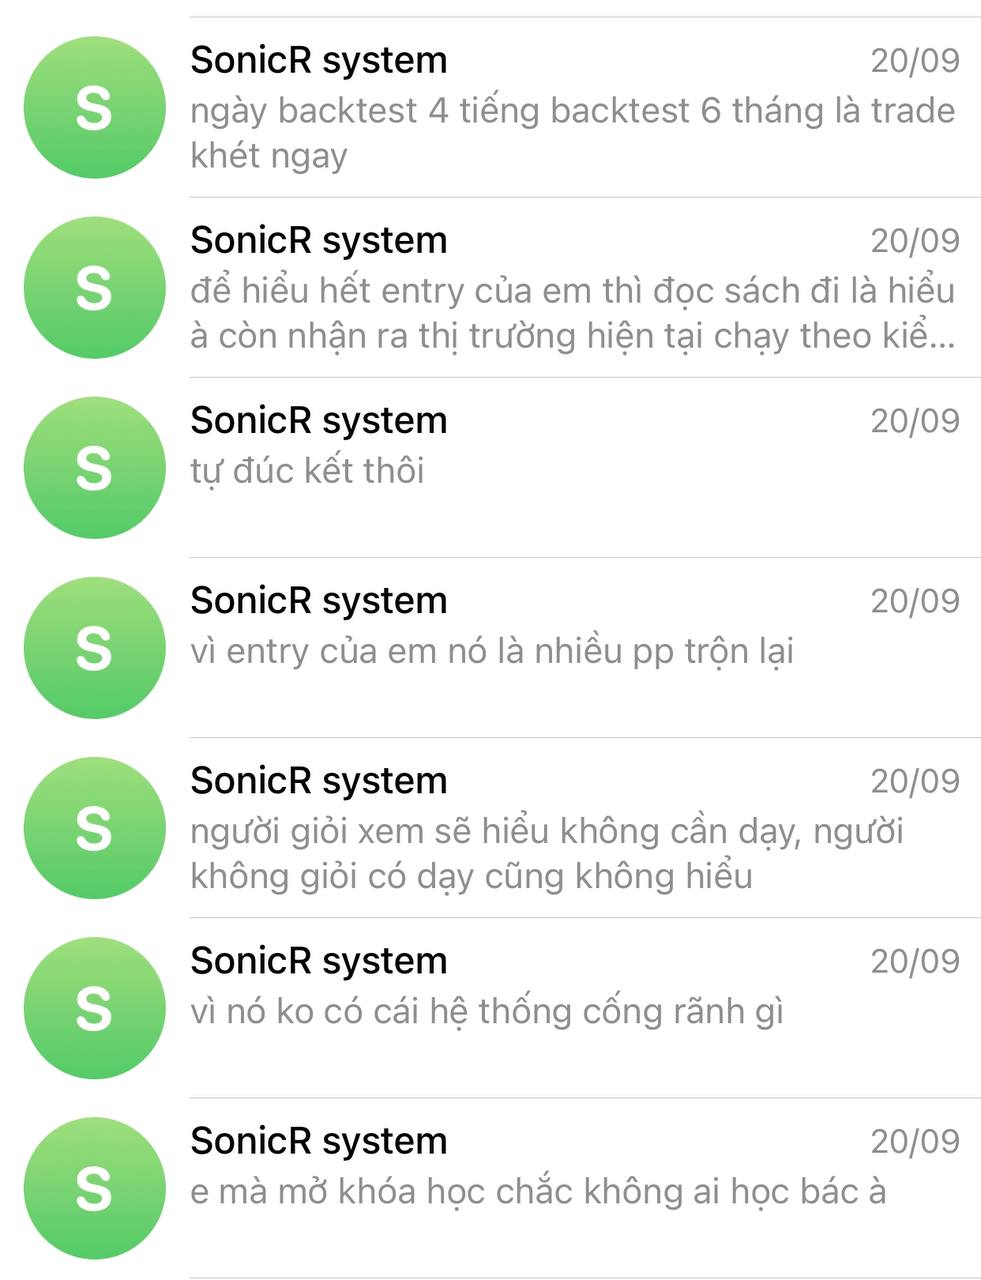 S
SonicR system
20/09
ngày backtest 4 tiếng backtest 6 tháng là trade
khét ngay
S
SonicR system
20/09
để hiểu hết entry của em thì đọc sách đi là hiểu
à còn nhận ra thị trường hiện tại chạy theo kiể...
S
SonicR system
20/09
tự đúc kết thôi
S
SonicR system
20/09
vì entry của em nó là nhiều pp trộn lại
S
SonicR system
20/09
người giỏi xem sẽ hiểu không cần dạy, người
không giỏi có dạy cũng không hiểu
S
SonicR system
20/09
vì nó ko có cái hệ thống cống rãnh gì
S
SonicR system
20/09
e mà mở khóa học chắc không ai học bác à